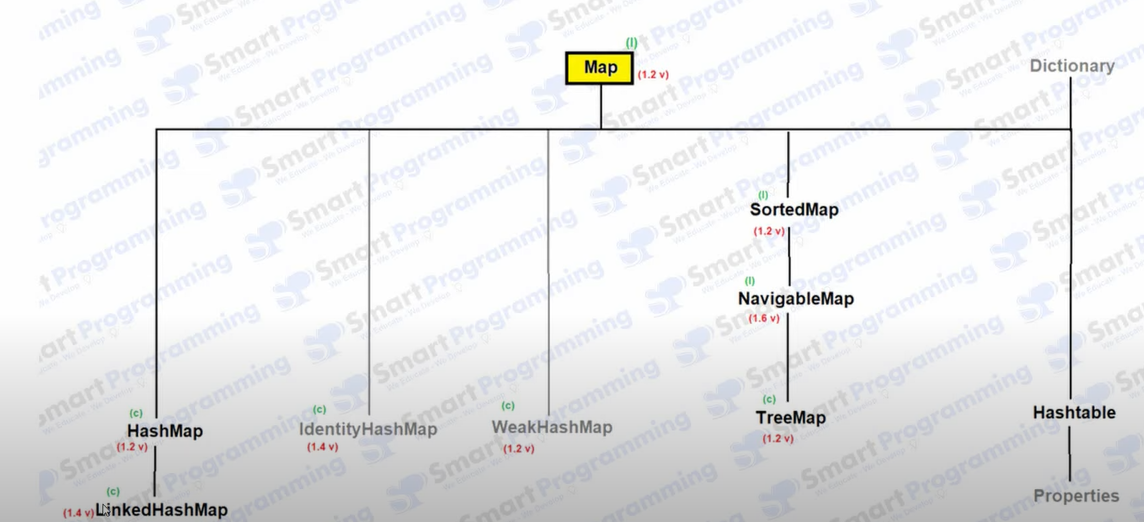 (I)
Map
(1.2 v)
Dictionary
(I)
SortedMap
(1.2 v)
(I)
NavigableMap
(1.6 v)
(c)
HashMap
(1.2 v)
(c)
IdentityHashMap
(1.4 v)
(c)
WeakHashMap
(1.2 v)
(c)
TreeMap
(1.2 v)
Hashtable
(c)
(1.4 v) LinkedHashMap
Properties
Smart Programming